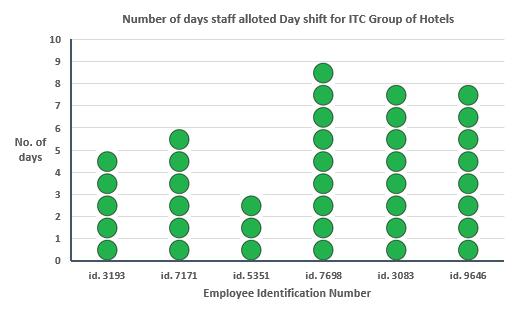 Number of days staff alloted Day shift for ITC Group of Hotels
10
9
8
7
6
5
4
3
2
1
0
No. of
days
id. 3193 id. 7171 id. 5351 id. 7698 id. 3083 id. 9646
Employee Identification Number